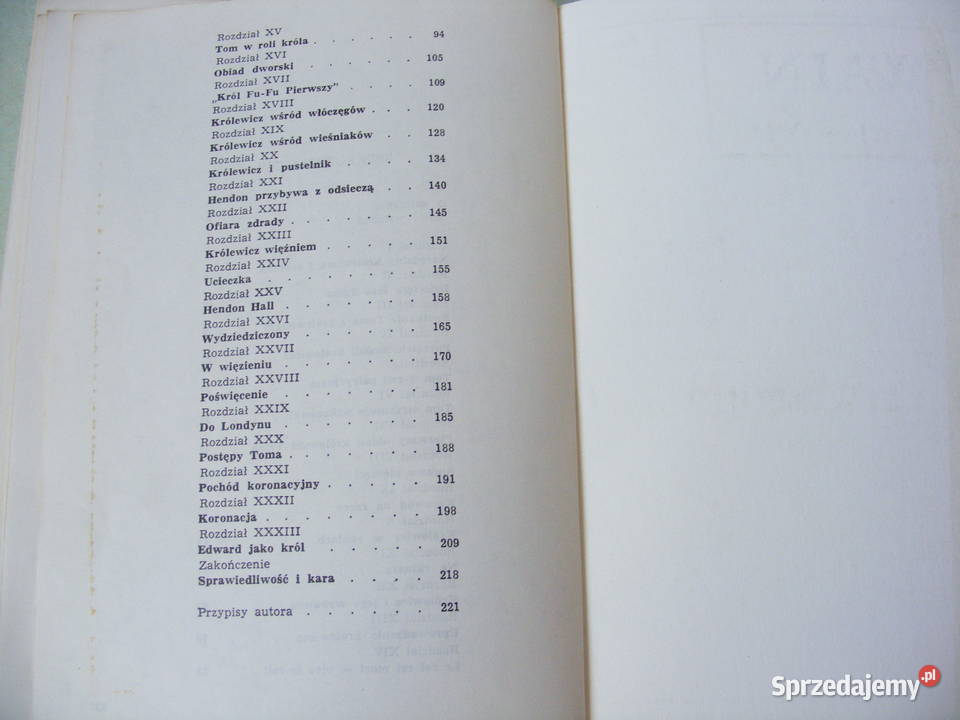 Rozdział XV
Tom w roli króla . . . . . . 94
Rozdział XVI
Obiad dworski . . . . . . 105
Rozdział XVII
„Król Fu-Fu Pierwszy” . . . . 109
Rozdział XVIII
Królewicz wśród włóczęgów . . . 120
Rozdział XIX
Królewicz wśród wieśniaków . . . 128
Rozdział XX
Królewicz i pustelnik . . . . 134
Rozdział XXI
Hendon przybywa z odsieczą . . 140
Rozdział XXII
Ofiara zdrady . . . . . . . 145
Rozdział XXIII
Królewicz więźniem . . . . . 151
Rozdział XXIV
Ucieczka . . . . . . . . 155
Rozdział XXV
Hendon Hall . . . . . . . 158
Rozdział XXVI
Wydziedziczony . . . . . . 165
Rozdział XXVII
W więzieniu . . . . . . . 170
Rozdział XXVIII
Poświęcenie . . . . . . . 181
Rozdział XXIX
Do Londynu . . . . . . . 185
Rozdział XXX
Postępy Toma . . . . . . . 188
Rozdział XXXI
Pochód koronacyjny . . . . . 191
Rozdział XXXII
Koronacja . . . . . . . . 198
Rozdział XXXIII
Edward jako król . . . . . . 209
Zakończenie
Sprawiedliwość i kara . . . . 218
Przypisy autora . . . . . . 221
Sprzedajemy.pl